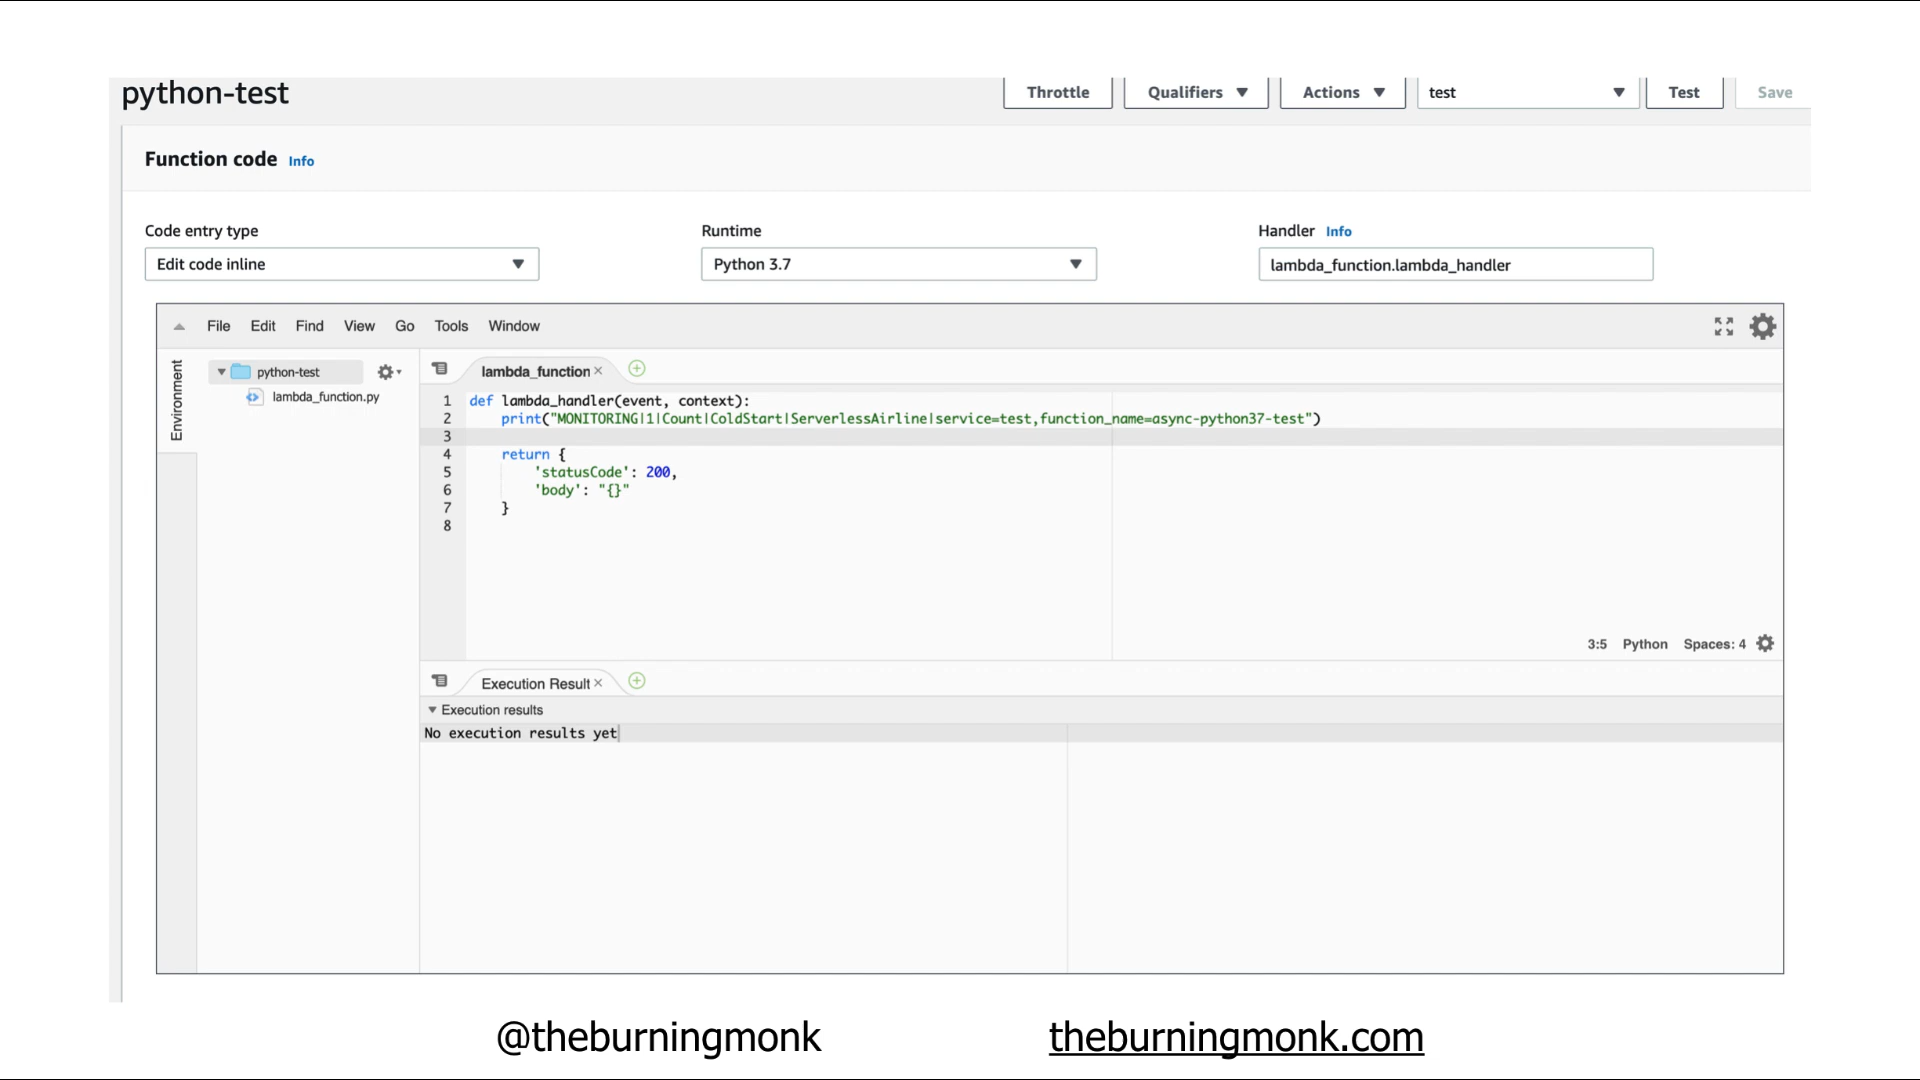 python-test
Throttle
Qualifiers
Actions
test
Test
Save
Function code Info
Code entry type
Edit code inline
Runtime
Python 3.7
Handler Info
lambda_function.lambda_handler
File Edit Find View Go Tools Window
Environment
python-test
lambda_function.py
lambda_function
1 def lambda_handler(event, context):
2 print("MONITORING|1|Count|ColdStart|ServerlessAirline|service=test,function_name=async-python37-test")
3
4 return {
5 'statusCode': 200,
6 'body': "{}"
7 }
8
3:5 Python Spaces: 4
Execution Result
Execution results
No execution results yet
@theburningmonk
theburningmonk.com